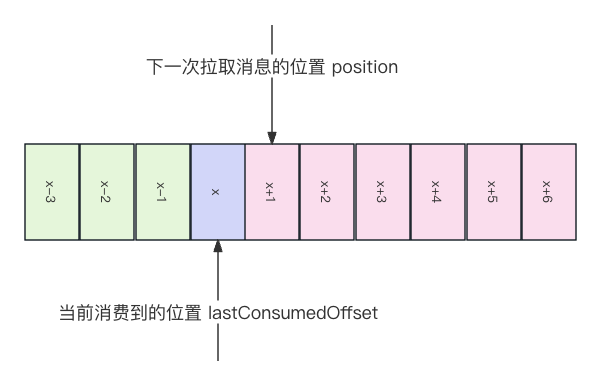 下一次拉取消息的位置 position
x−3
x−2
x−1
x
x+1
x+2
x+3
x+4
x+5
x+6
当前消费到的位置 lastConsumedOffset